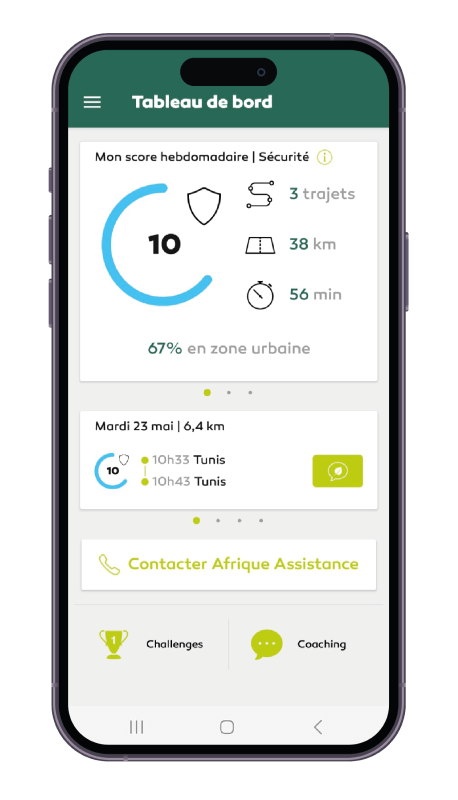 Tableau de bord
Mon score hebdomadaire | Sécurité i
10
3 trajets
38 km
56 min
67% en zone urbaine
Mardi 23 mai | 6,4 km
10
10h33 Tunis
10h43 Tunis
Contacter Afrique Assistance
1
Challenges
Coaching